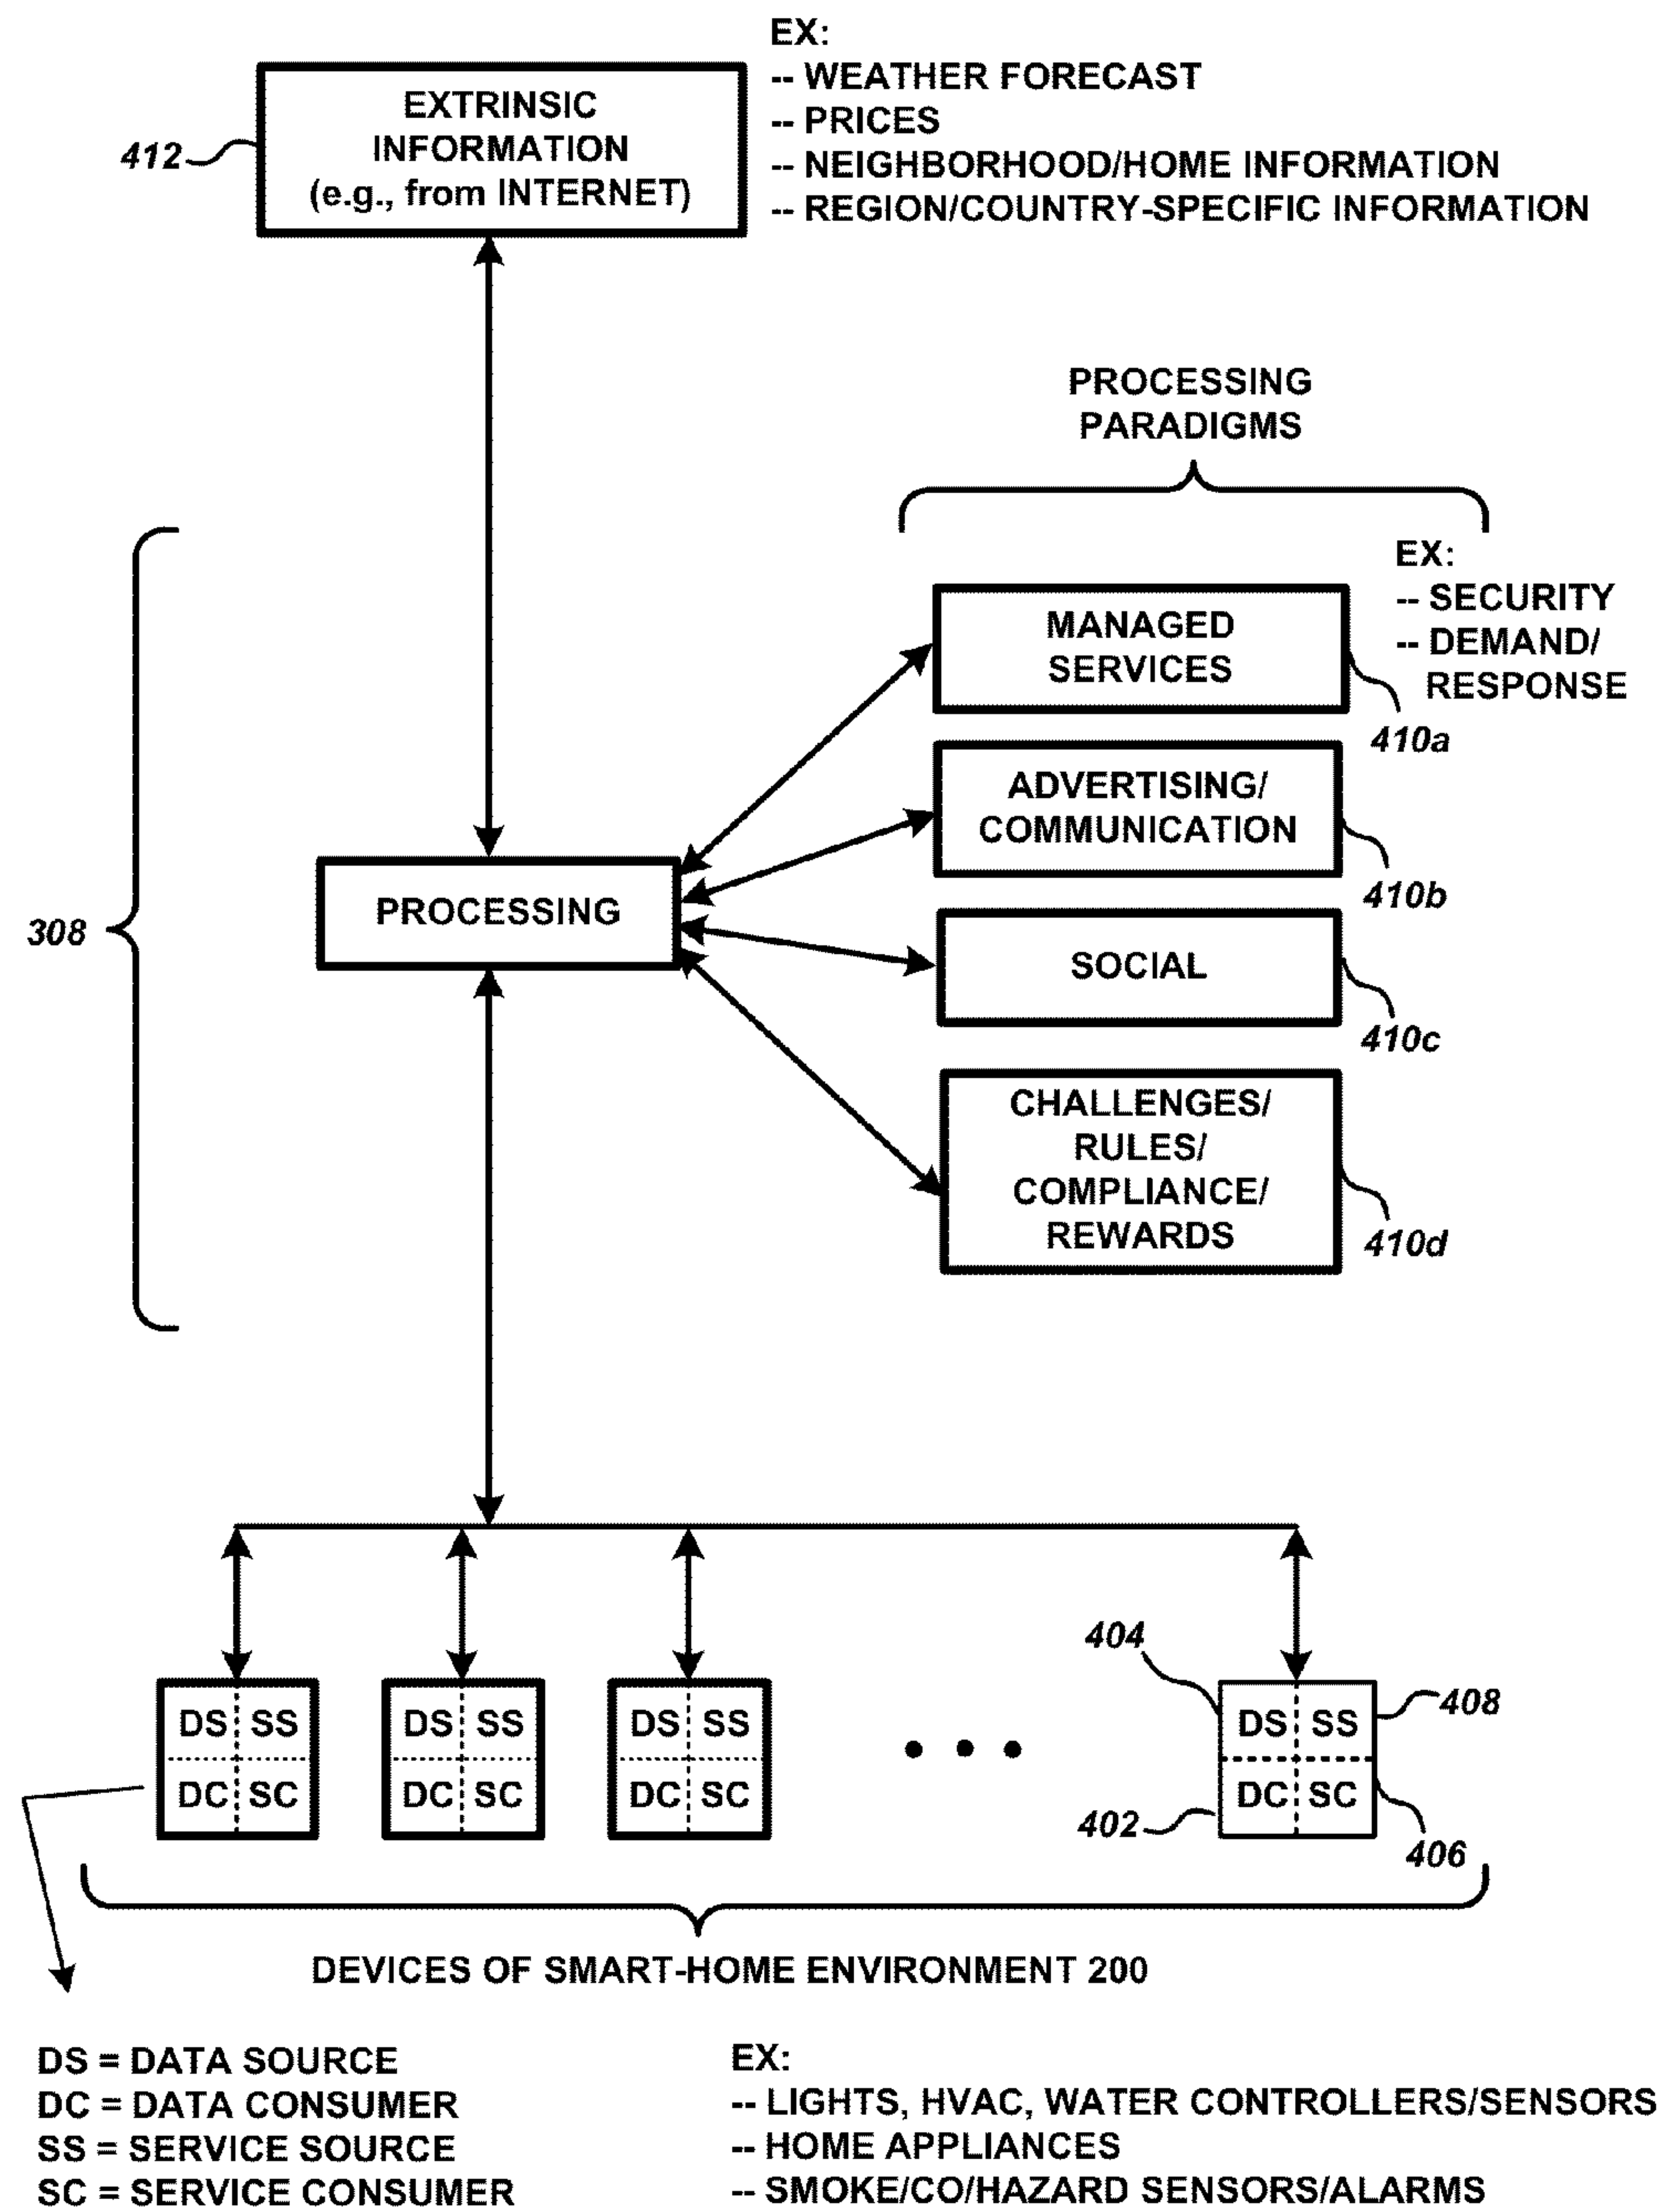 EX:
-- WEATHER FORECAST
-- PRICES
-- NEIGHBORHOOD/HOME INFORMATION
-- REGION/COUNTRY-SPECIFIC INFORMATION
EXTRINSIC
INFORMATION
(e.g., from INTERNET)
412
PROCESSING
PARADIGMS
EX:
-- SECURITY
-- DEMAND/
RESPONSE
MANAGED
SERVICES
410a
ADVERTISING/
COMMUNICATION
410b
PROCESSING
308
SOCIAL
410c
CHALLENGES/
RULES/
COMPLIANCE/
REWARDS
410d
DS SS
DC SC
DS SS
DC SC
DS SS
DC SC
404
DS SS
408
DC SC
402
406
DEVICES OF SMART-HOME ENVIRONMENT 200
DS = DATA SOURCE
DC = DATA CONSUMER
SS = SERVICE SOURCE
SC = SERVICE CONSUMER
EX:
-- LIGHTS, HVAC, WATER CONTROLLERS/SENSORS
-- HOME APPLIANCES
-- SMOKE/CO/HAZARD SENSORS/ALARMS